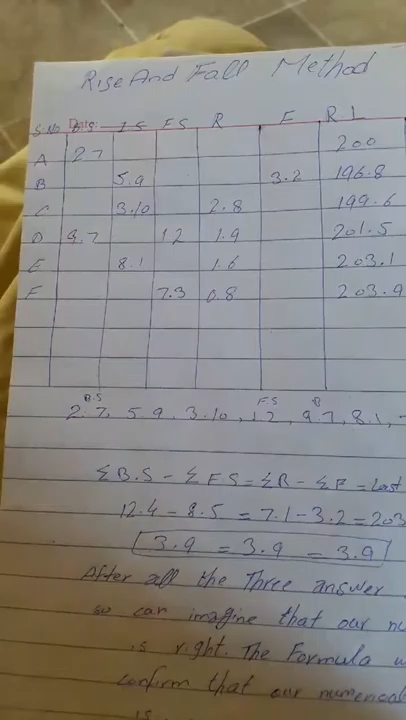 Rise And Fall Method
S.No B.S I.S F.S R F R L
A 2.7 200
B 5.9 3.2 196.8
C 3.10 2.8 199.6
D 9.7 1.2 1.9 201.5
E 8.1 1.6 203.1
F 7.3 0.8 203.9
B.S F.S B
2.7, 5.9, 3.10, 1.2, 9.7, 8.1,
ΣB.S - ΣF.S = ΣR - ΣF = Last
12.4 - 8.5 = 7.1 - 3.2 = 203
3.9 = 3.9 = 3.9
After all the Three answer
so can imagine that our nu
is right. The Formula w
confirm that our numerical
is